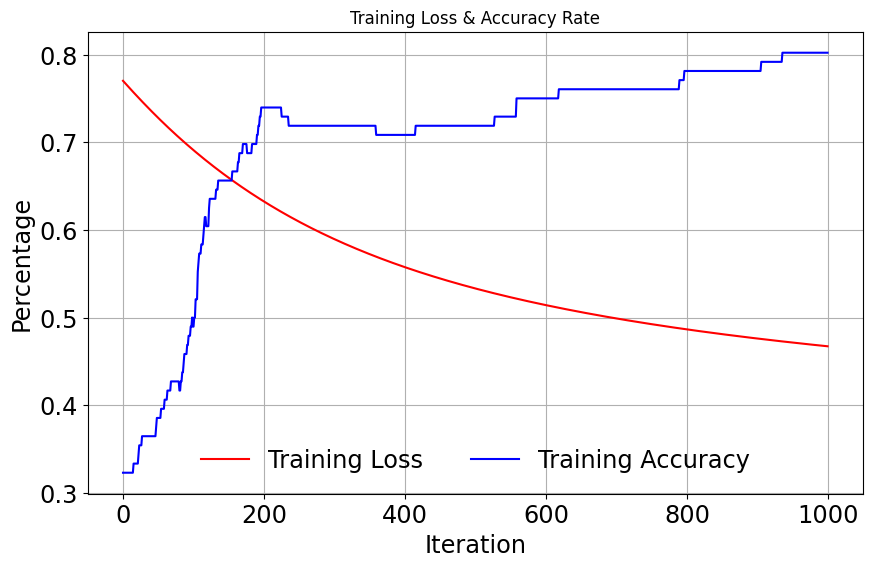 Training Loss & Accuracy Rate
0.8
0.7
0.6
0.5
0.4
0.3
Percentage
Training Loss
Training Accuracy
0 200 400 600 800 1000
Iteration